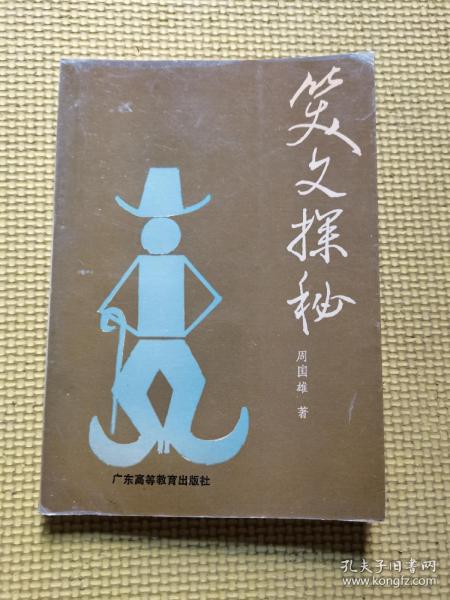 笑文探秘
周国雄 著
广东高等教育出版社
孔夫子旧书网
www.kongfz.com